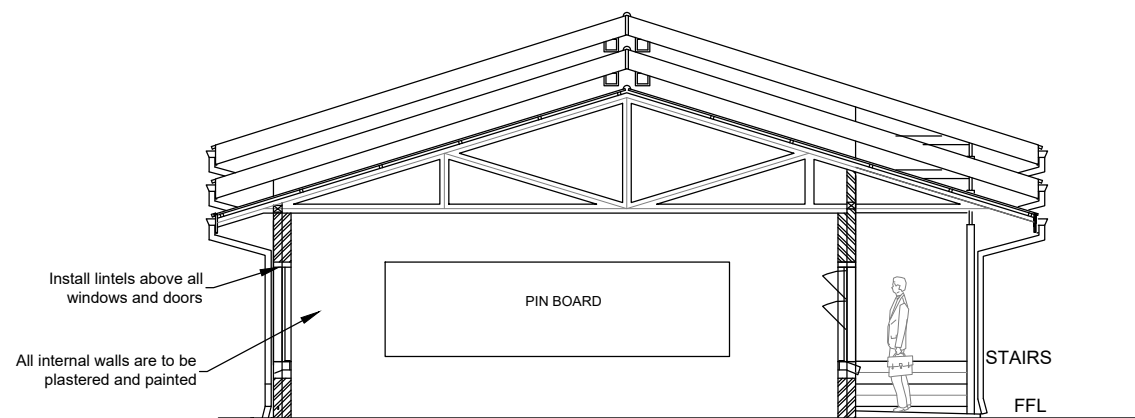 Install lintels above all
windows and doors
PIN BOARD
All internal walls are to be
plastered and painted
STAIRS
FFL